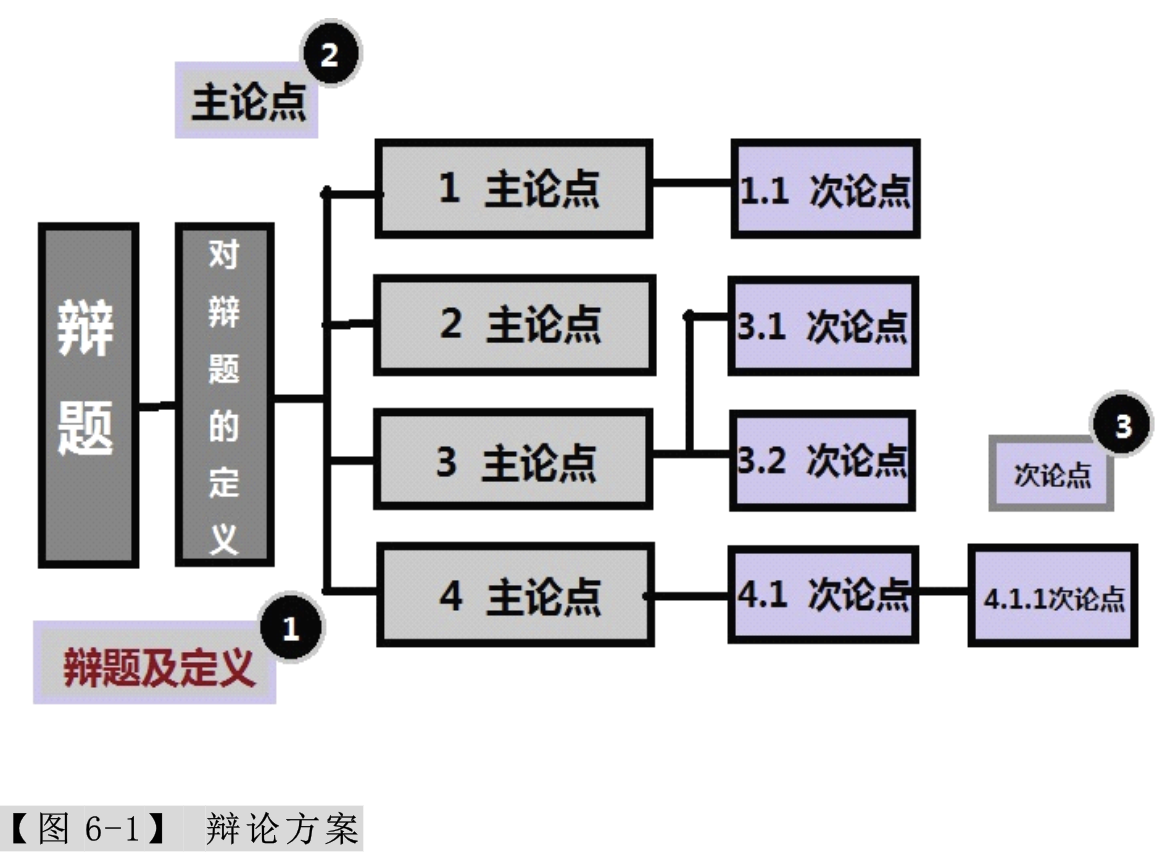 2
主论点
1 主论点
1.1 次论点
辩题
对辩题的定义
2 主论点
3.1 次论点
3 主论点
3.2 次论点
3
次论点
4 主论点
4.1 次论点
4.1.1次论点
1
辩题及定义
【图 6-1】 辩论方案